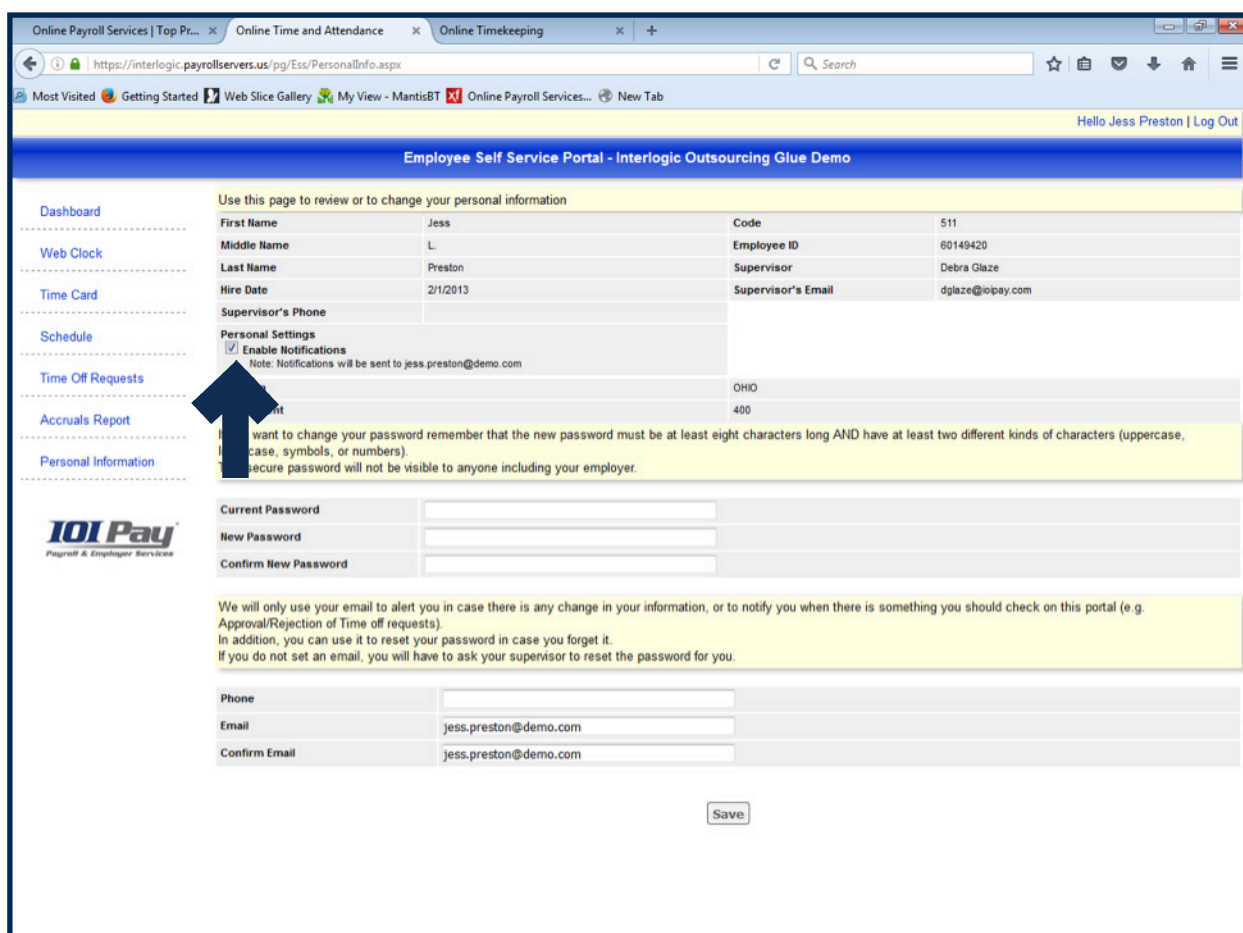 Online Payroll Services | Top Pr... × Online Time and Attendance × Online Timekeeping × +
https://interlogic.payrollservers.us/pg/Ess/PersonalInfo.aspx Search
Most Visited Getting Started Web Slice Gallery My View - MantisBT Online Payroll Services... New Tab
Hello Jess Preston | Log Out
Employee Self Service Portal - Interlogic Outsourcing Glue Demo
Dashboard
Web Clock
Time Card
Schedule
Time Off Requests
Accruals Report
Personal Information
IOI Pay
Payroll & Employer Services
Use this page to review or to change your personal information
First Name Jess Code 511
Middle Name L. Employee ID 60149420
Last Name Preston Supervisor Debra Glaze
Hire Date 2/1/2013 Supervisor's Email dglaze@ioipay.com
Supervisor's Phone
Personal Settings
Enable Notifications
Note: Notifications will be sent to jess.preston@demo.com
OHIO
400
want to change your password remember that the new password must be at least eight characters long AND have at least two different kinds of characters (uppercase,
case, symbols, or numbers).
secure password will not be visible to anyone including your employer.
Current Password
New Password
Confirm New Password
We will only use your email to alert you in case there is any change in your information, or to notify you when there is something you should check on this portal (e.g.
Approval/Rejection of Time off requests).
In addition, you can use it to reset your password in case you forget it.
If you do not set an email, you will have to ask your supervisor to reset the password for you.
Phone
Email jess.preston@demo.com
Confirm Email jess.preston@demo.com
Save